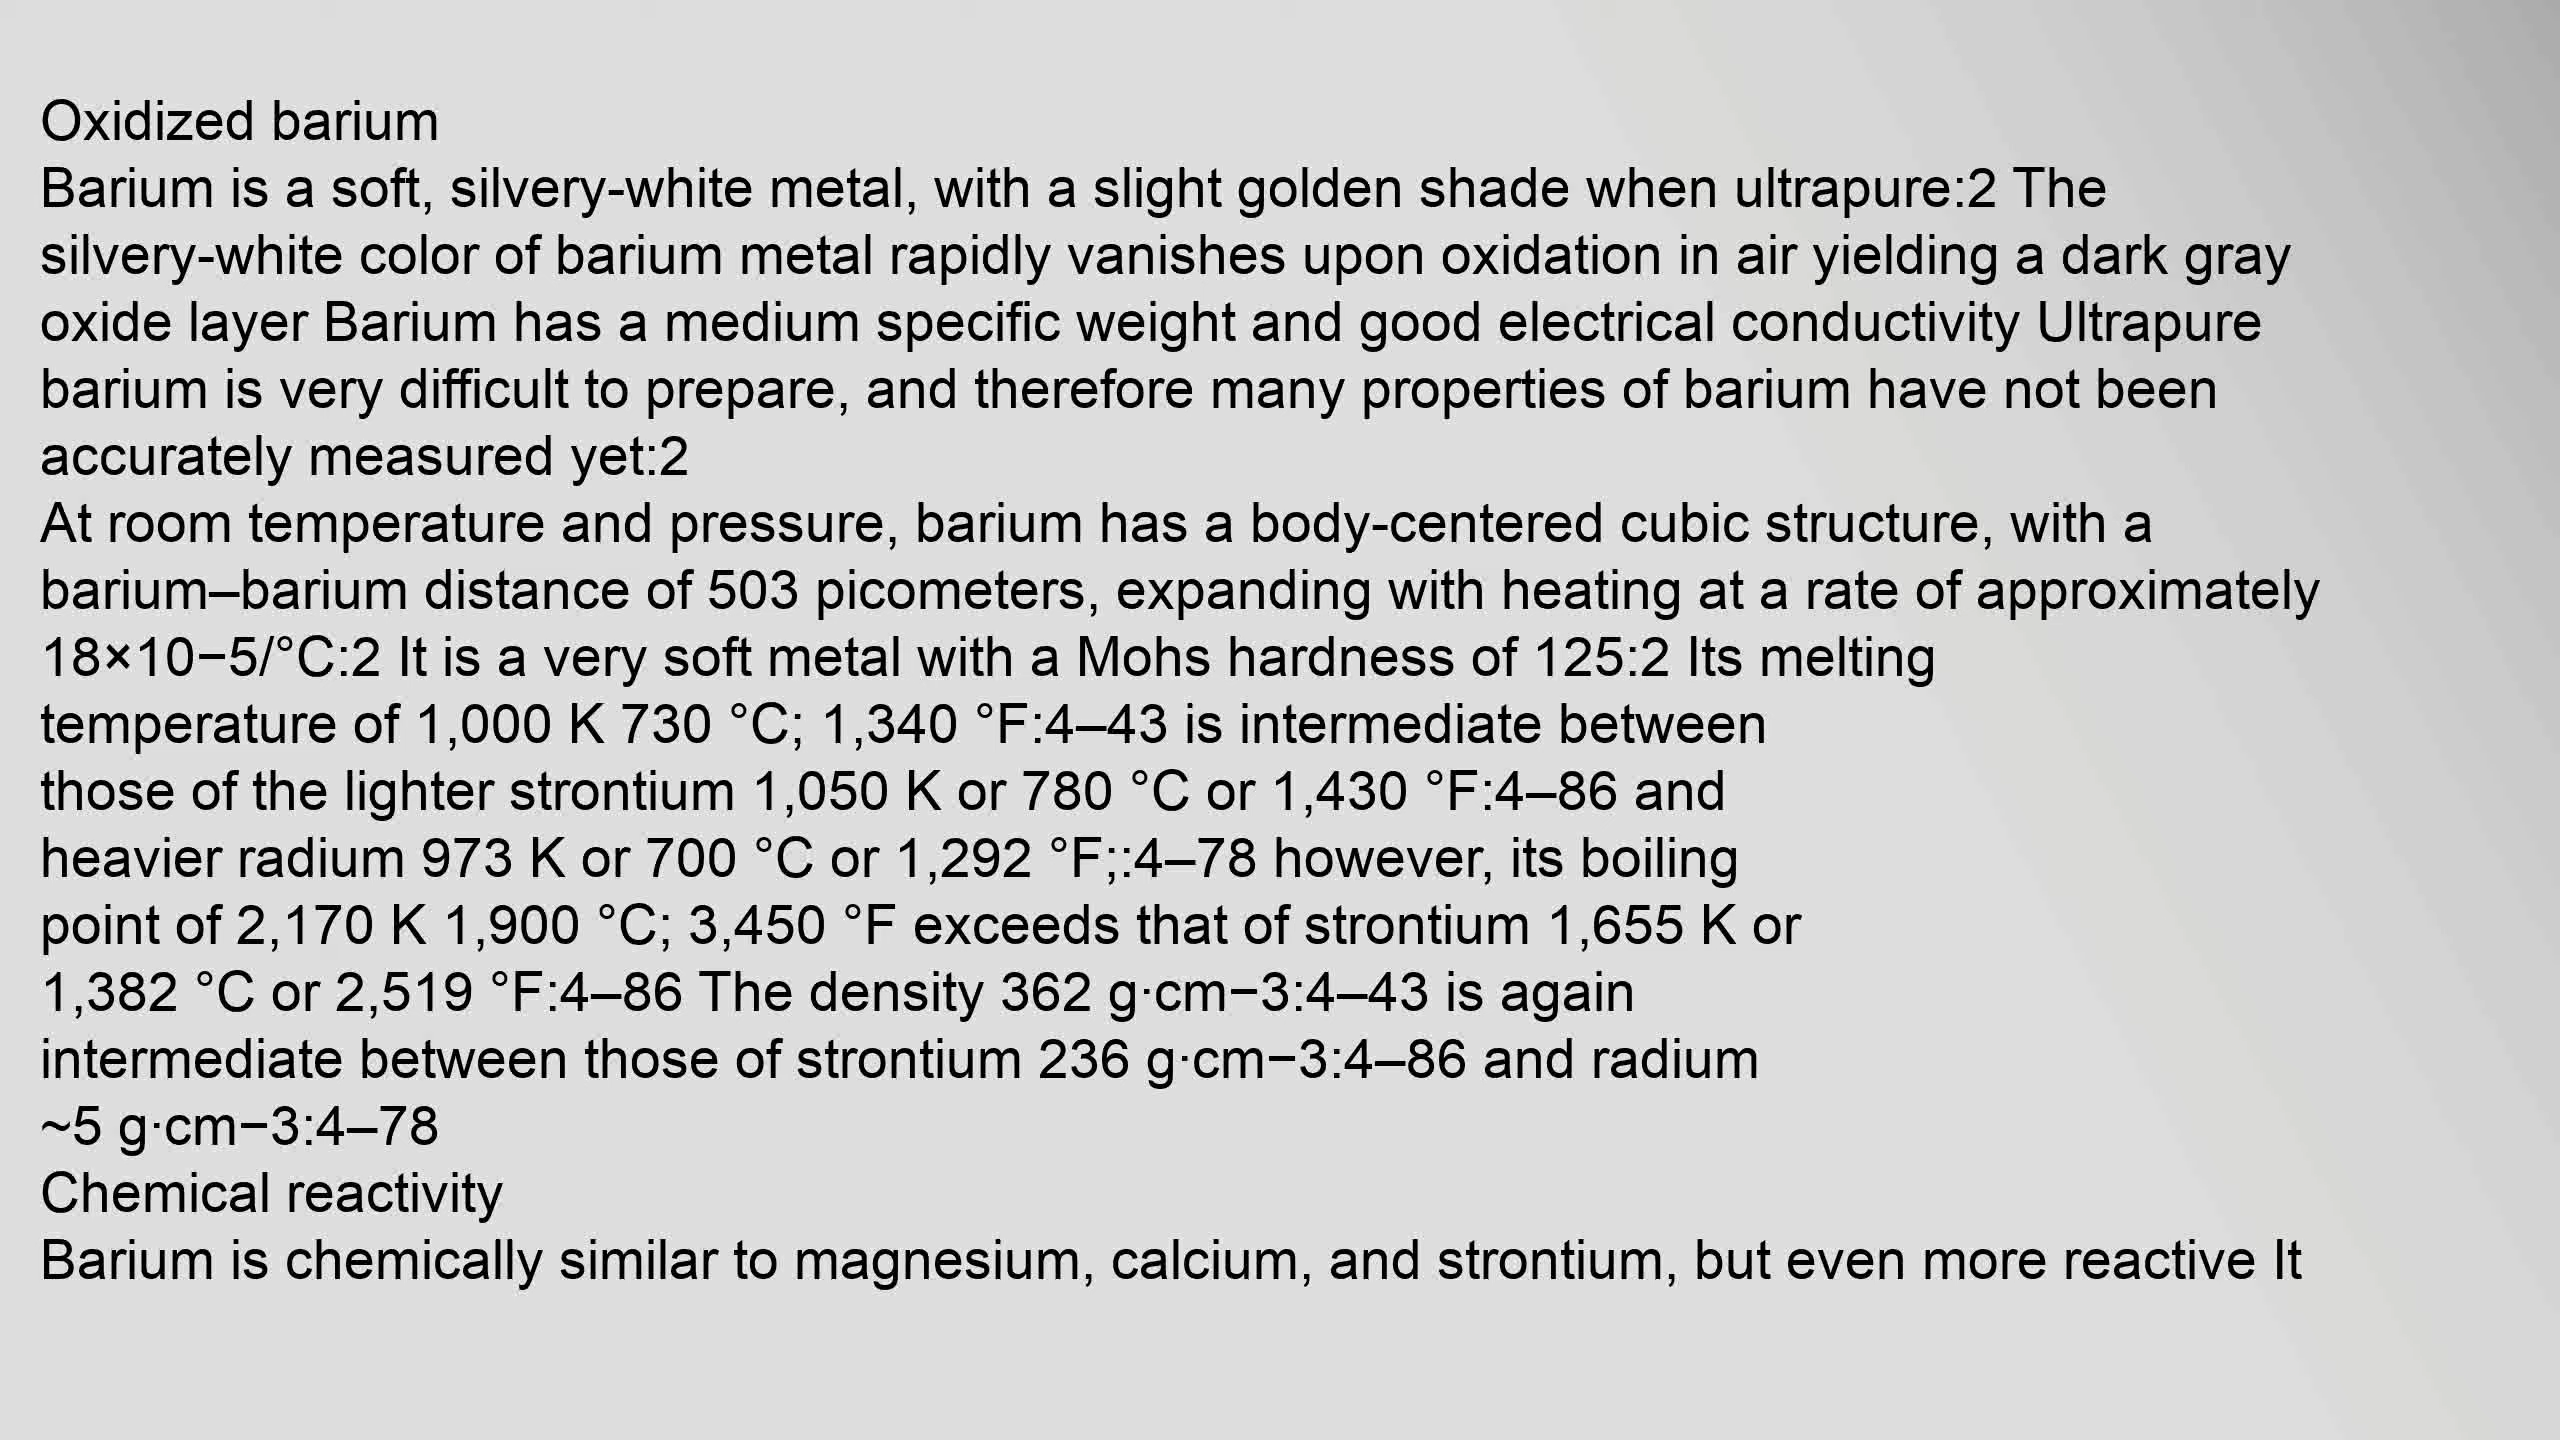 Oxidized barium
Barium is a soft, silvery-white metal, with a slight golden shade when ultrapure:2 The
silvery-white color of barium metal rapidly vanishes upon oxidation in air yielding a dark gray
oxide layer Barium has a medium specific weight and good electrical conductivity Ultrapure
barium is very difficult to prepare, and therefore many properties of barium have not been
accurately measured yet:2
At room temperature and pressure, barium has a body-centered cubic structure, with a
barium–barium distance of 503 picometers, expanding with heating at a rate of approximately
18×10−5/°C:2 It is a very soft metal with a Mohs hardness of 125:2 Its melting
temperature of 1,000 K 730 °C; 1,340 °F:4–43 is intermediate between
those of the lighter strontium 1,050 K or 780 °C or 1,430 °F:4–86 and
heavier radium 973 K or 700 °C or 1,292 °F;:4–78 however, its boiling
point of 2,170 K 1,900 °C; 3,450 °F exceeds that of strontium 1,655 K or
1,382 °C or 2,519 °F:4–86 The density 362 g·cm−3:4–43 is again
intermediate between those of strontium 236 g·cm−3:4–86 and radium
~5 g·cm−3:4–78
Chemical reactivity
Barium is chemically similar to magnesium, calcium, and strontium, but even more reactive It